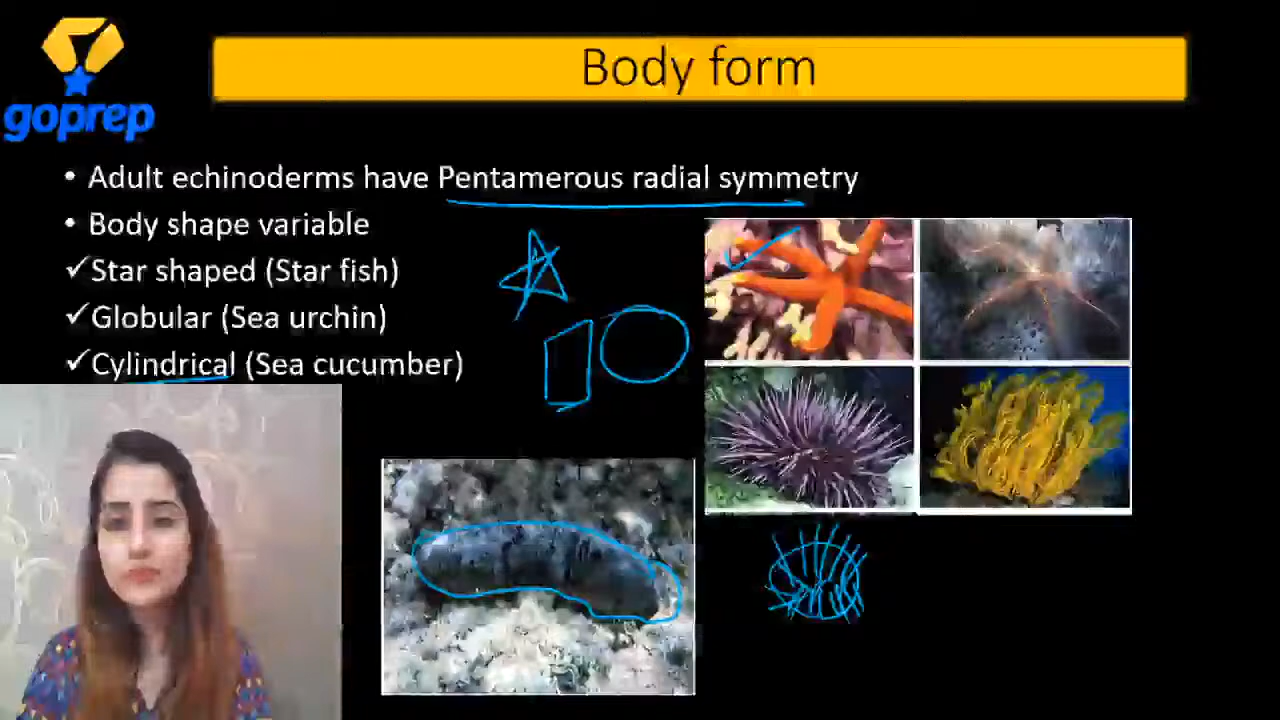 goprep
Body form
• Adult echinoderms have Pentamerous radial symmetry
• Body shape variable
✓Star shaped (Star fish)
✓Globular (Sea urchin)
✓Cylindrical (Sea cucumber)